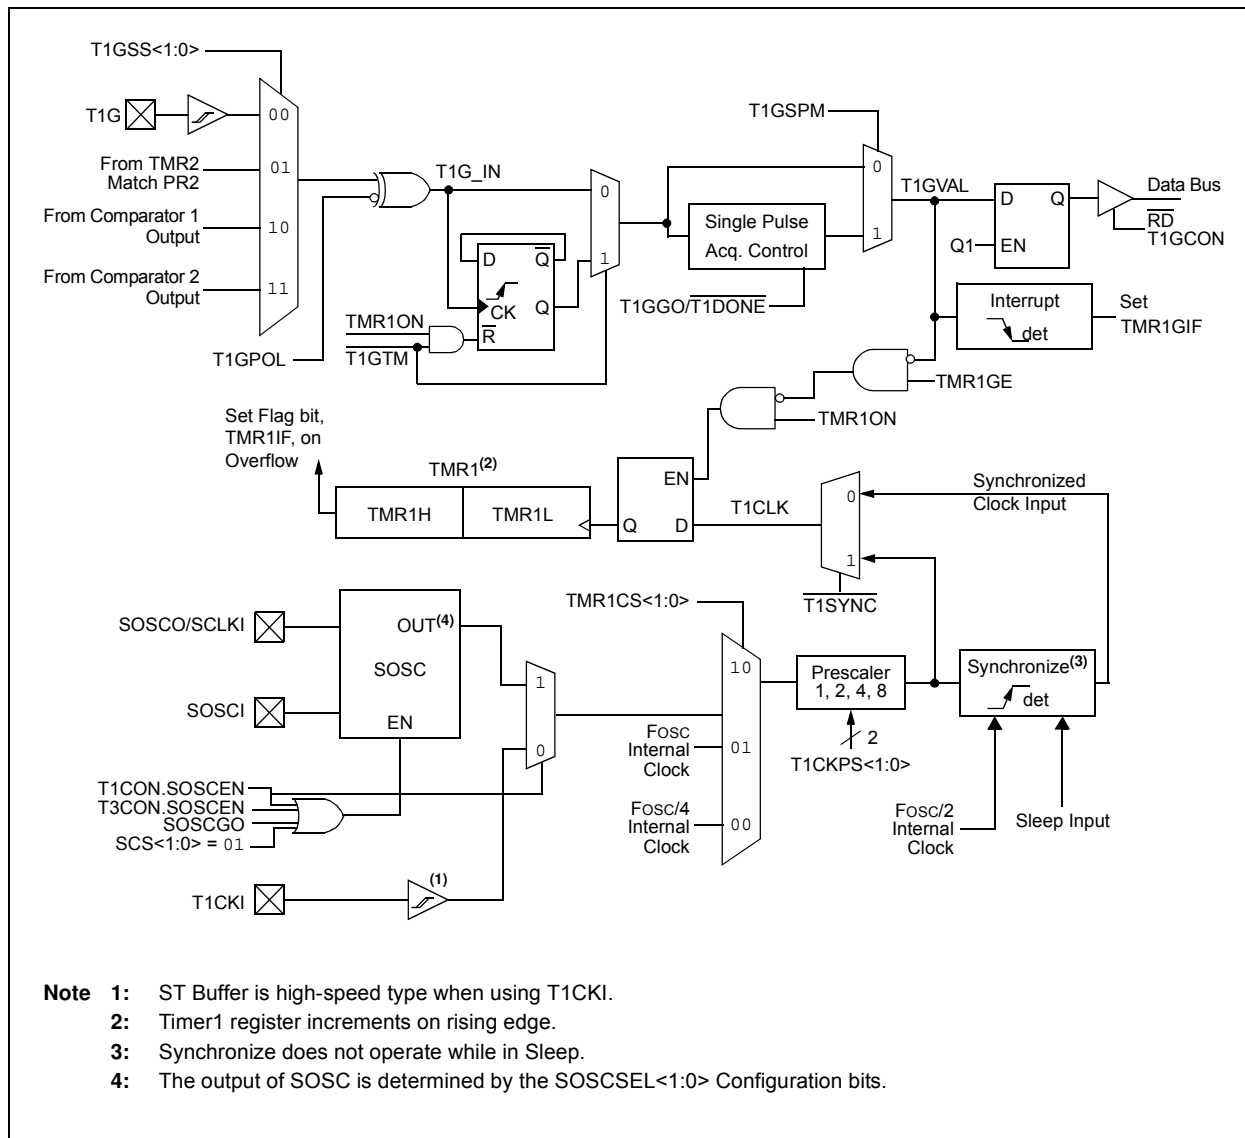 T1GSS<1:0>
T1G
00
From TMR2
Match PR2
01
From Comparator 1
Output
10
From Comparator 2
Output
11
T1GPOL
T1G_IN
0
1
D
Q
CK
Q
R
TMR1ON
T1GTM
T1GSPM
0
1
Single Pulse
Acq. Control
T1GGO/T1DONE
T1GVAL
D
Q
Q1
EN
Data Bus
RD
T1GCON
Interrupt
det
Set
TMR1GIF
TMR1GE
TMR1ON
Set Flag bit,
TMR1IF, on
Overflow
TMR1(2)
TMR1H
TMR1L
EN
Q
D
T1CLK
0
1
T1SYNC
Synchronized
Clock Input
SOSCO/SCLKI
OUT(4)
SOSC
SOSCI
EN
1
0
T1CON.SOSCEN
T3CON.SOSCEN
SOSCGO
SCS<1:0> = 01
T1CKI
(1)
TMR1CS<1:0>
10
FOSC
Internal
Clock
01
FOSC/4
Internal
Clock
00
Prescaler
1, 2, 4, 8
2
T1CKPS<1:0>
Synchronize(3)
det
FOSC/2
Internal
Clock
Sleep Input
Note 1: ST Buffer is high-speed type when using T1CKI.
2: Timer1 register increments on rising edge.
3: Synchronize does not operate while in Sleep.
4: The output of SOSC is determined by the SOSCSEL<1:0> Configuration bits.